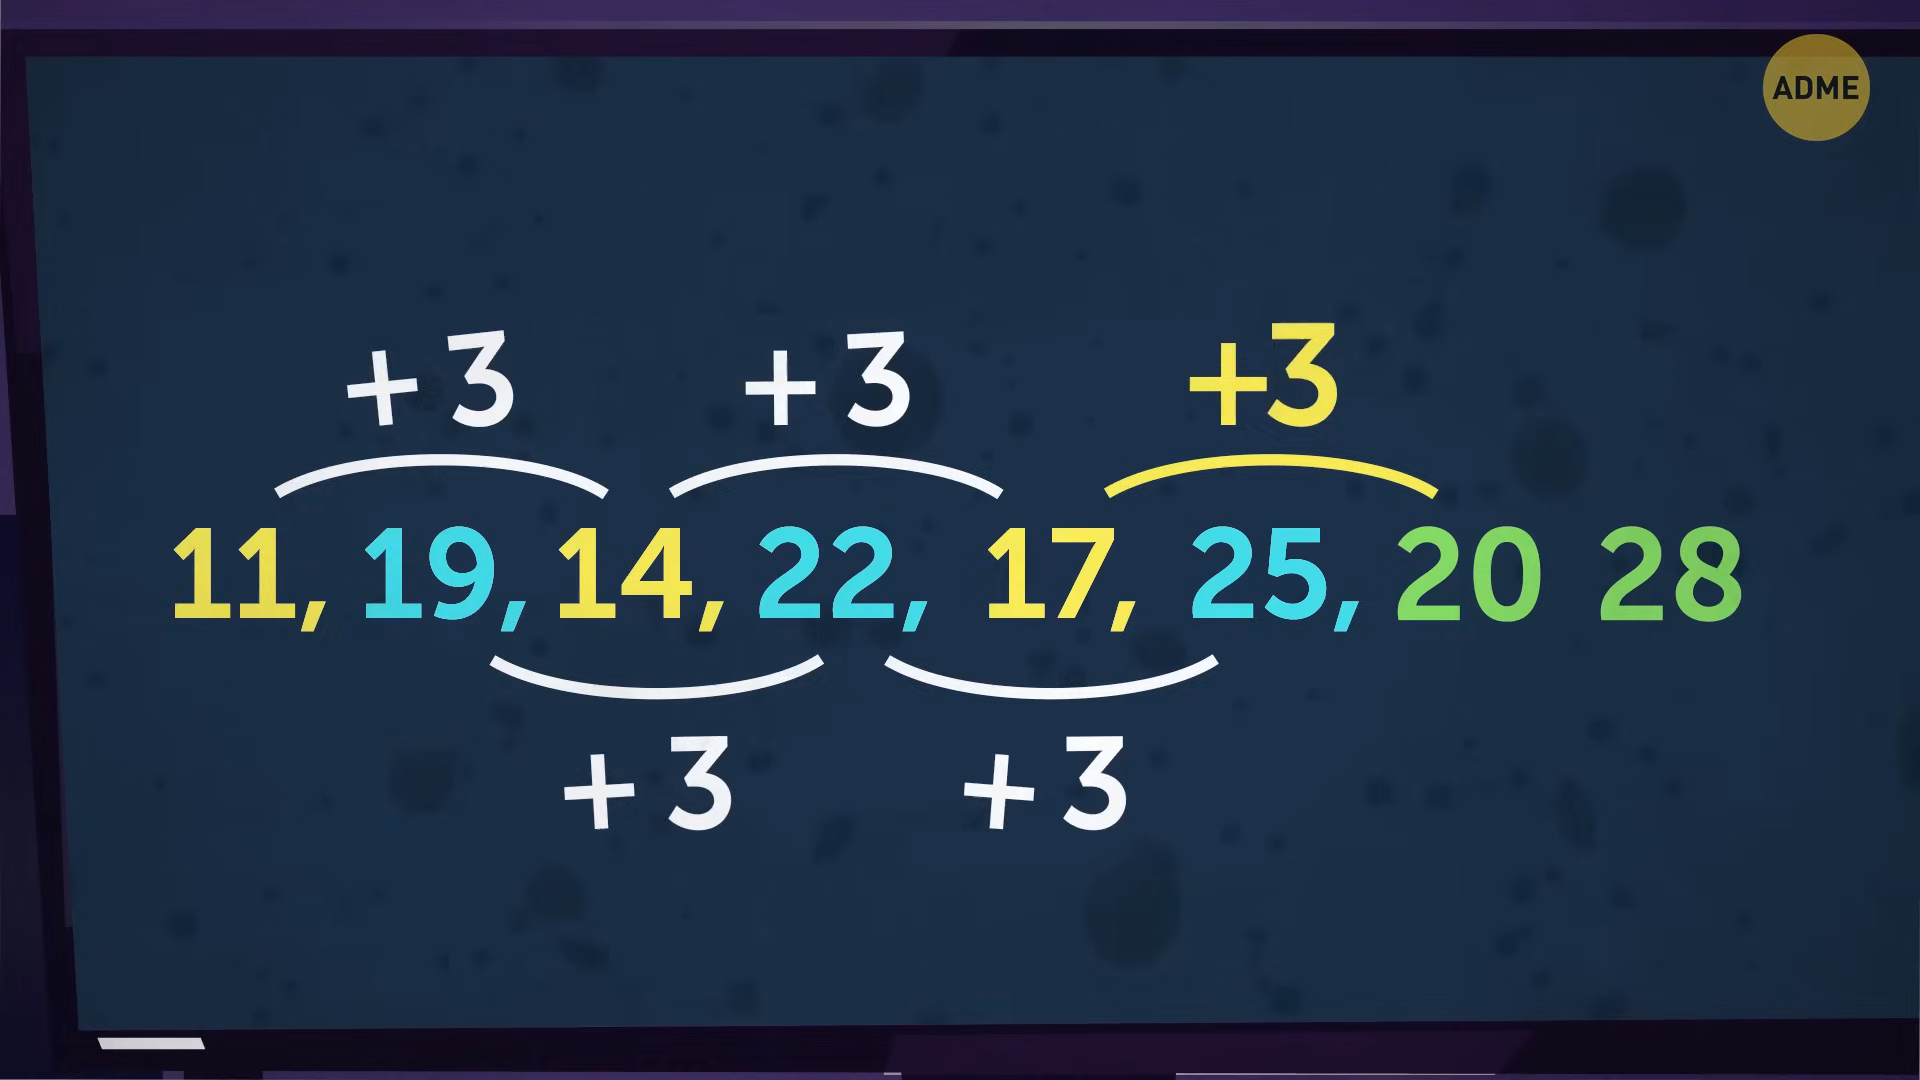 ADME
+3 +3 +3
11, 19, 14, 22, 17, 25, 20 28
+3 +3